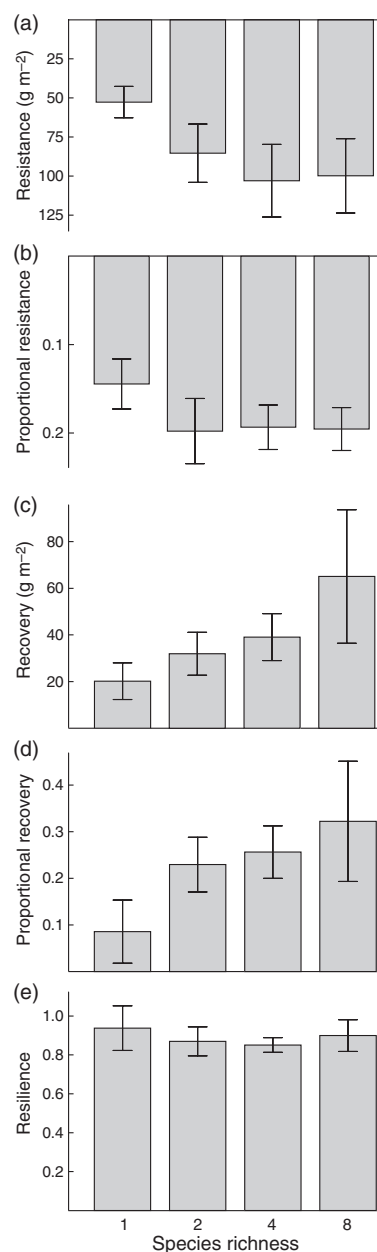 (a)
Resistance (g m⁻²)
25
50
75
100
125
(b)
Proportional resistance
0.1
0.2
(c)
Recovery (g m⁻²)
80
60
40
20
(d)
Proportional recovery
0.4
0.3
0.2
0.1
(e)
Resilience
1.0
0.8
0.6
0.4
0.2
1 2 4 8
Species richness